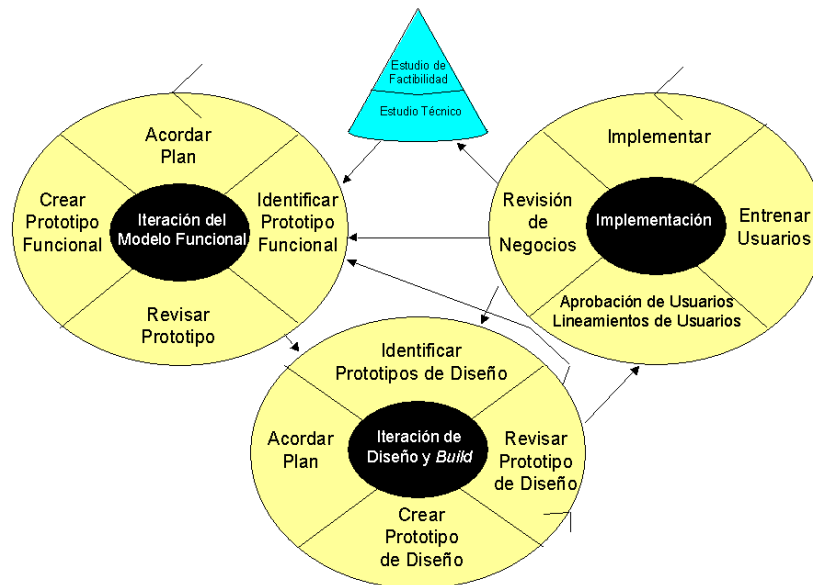 Estudio de
Factibilidad
Estudio Técnico
Acordar
Plan
Crear
Prototipo
Funcional
Iteración del
Modelo Funcional
Identificar
Prototipo
Funcional
Revisar
Prototipo
Implementar
Revisión
de
Negocios
Implementación
Entrenar
Usuarios
Aprobación de Usuarios
Lineamientos de Usuarios
Identificar
Prototipos de Diseño
Acordar
Plan
Iteración de
Diseño y Build
Revisar
Prototipo
de Diseño
Crear
Prototipo
de Diseño